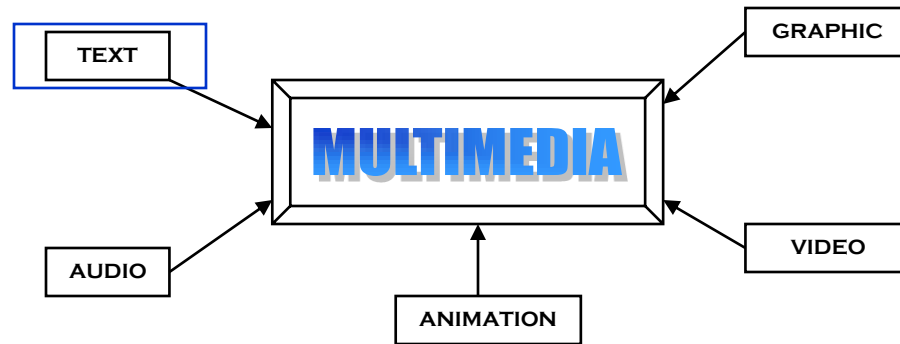 TEXT
GRAPHIC
MULTIMEDIA
AUDIO
VIDEO
ANIMATION